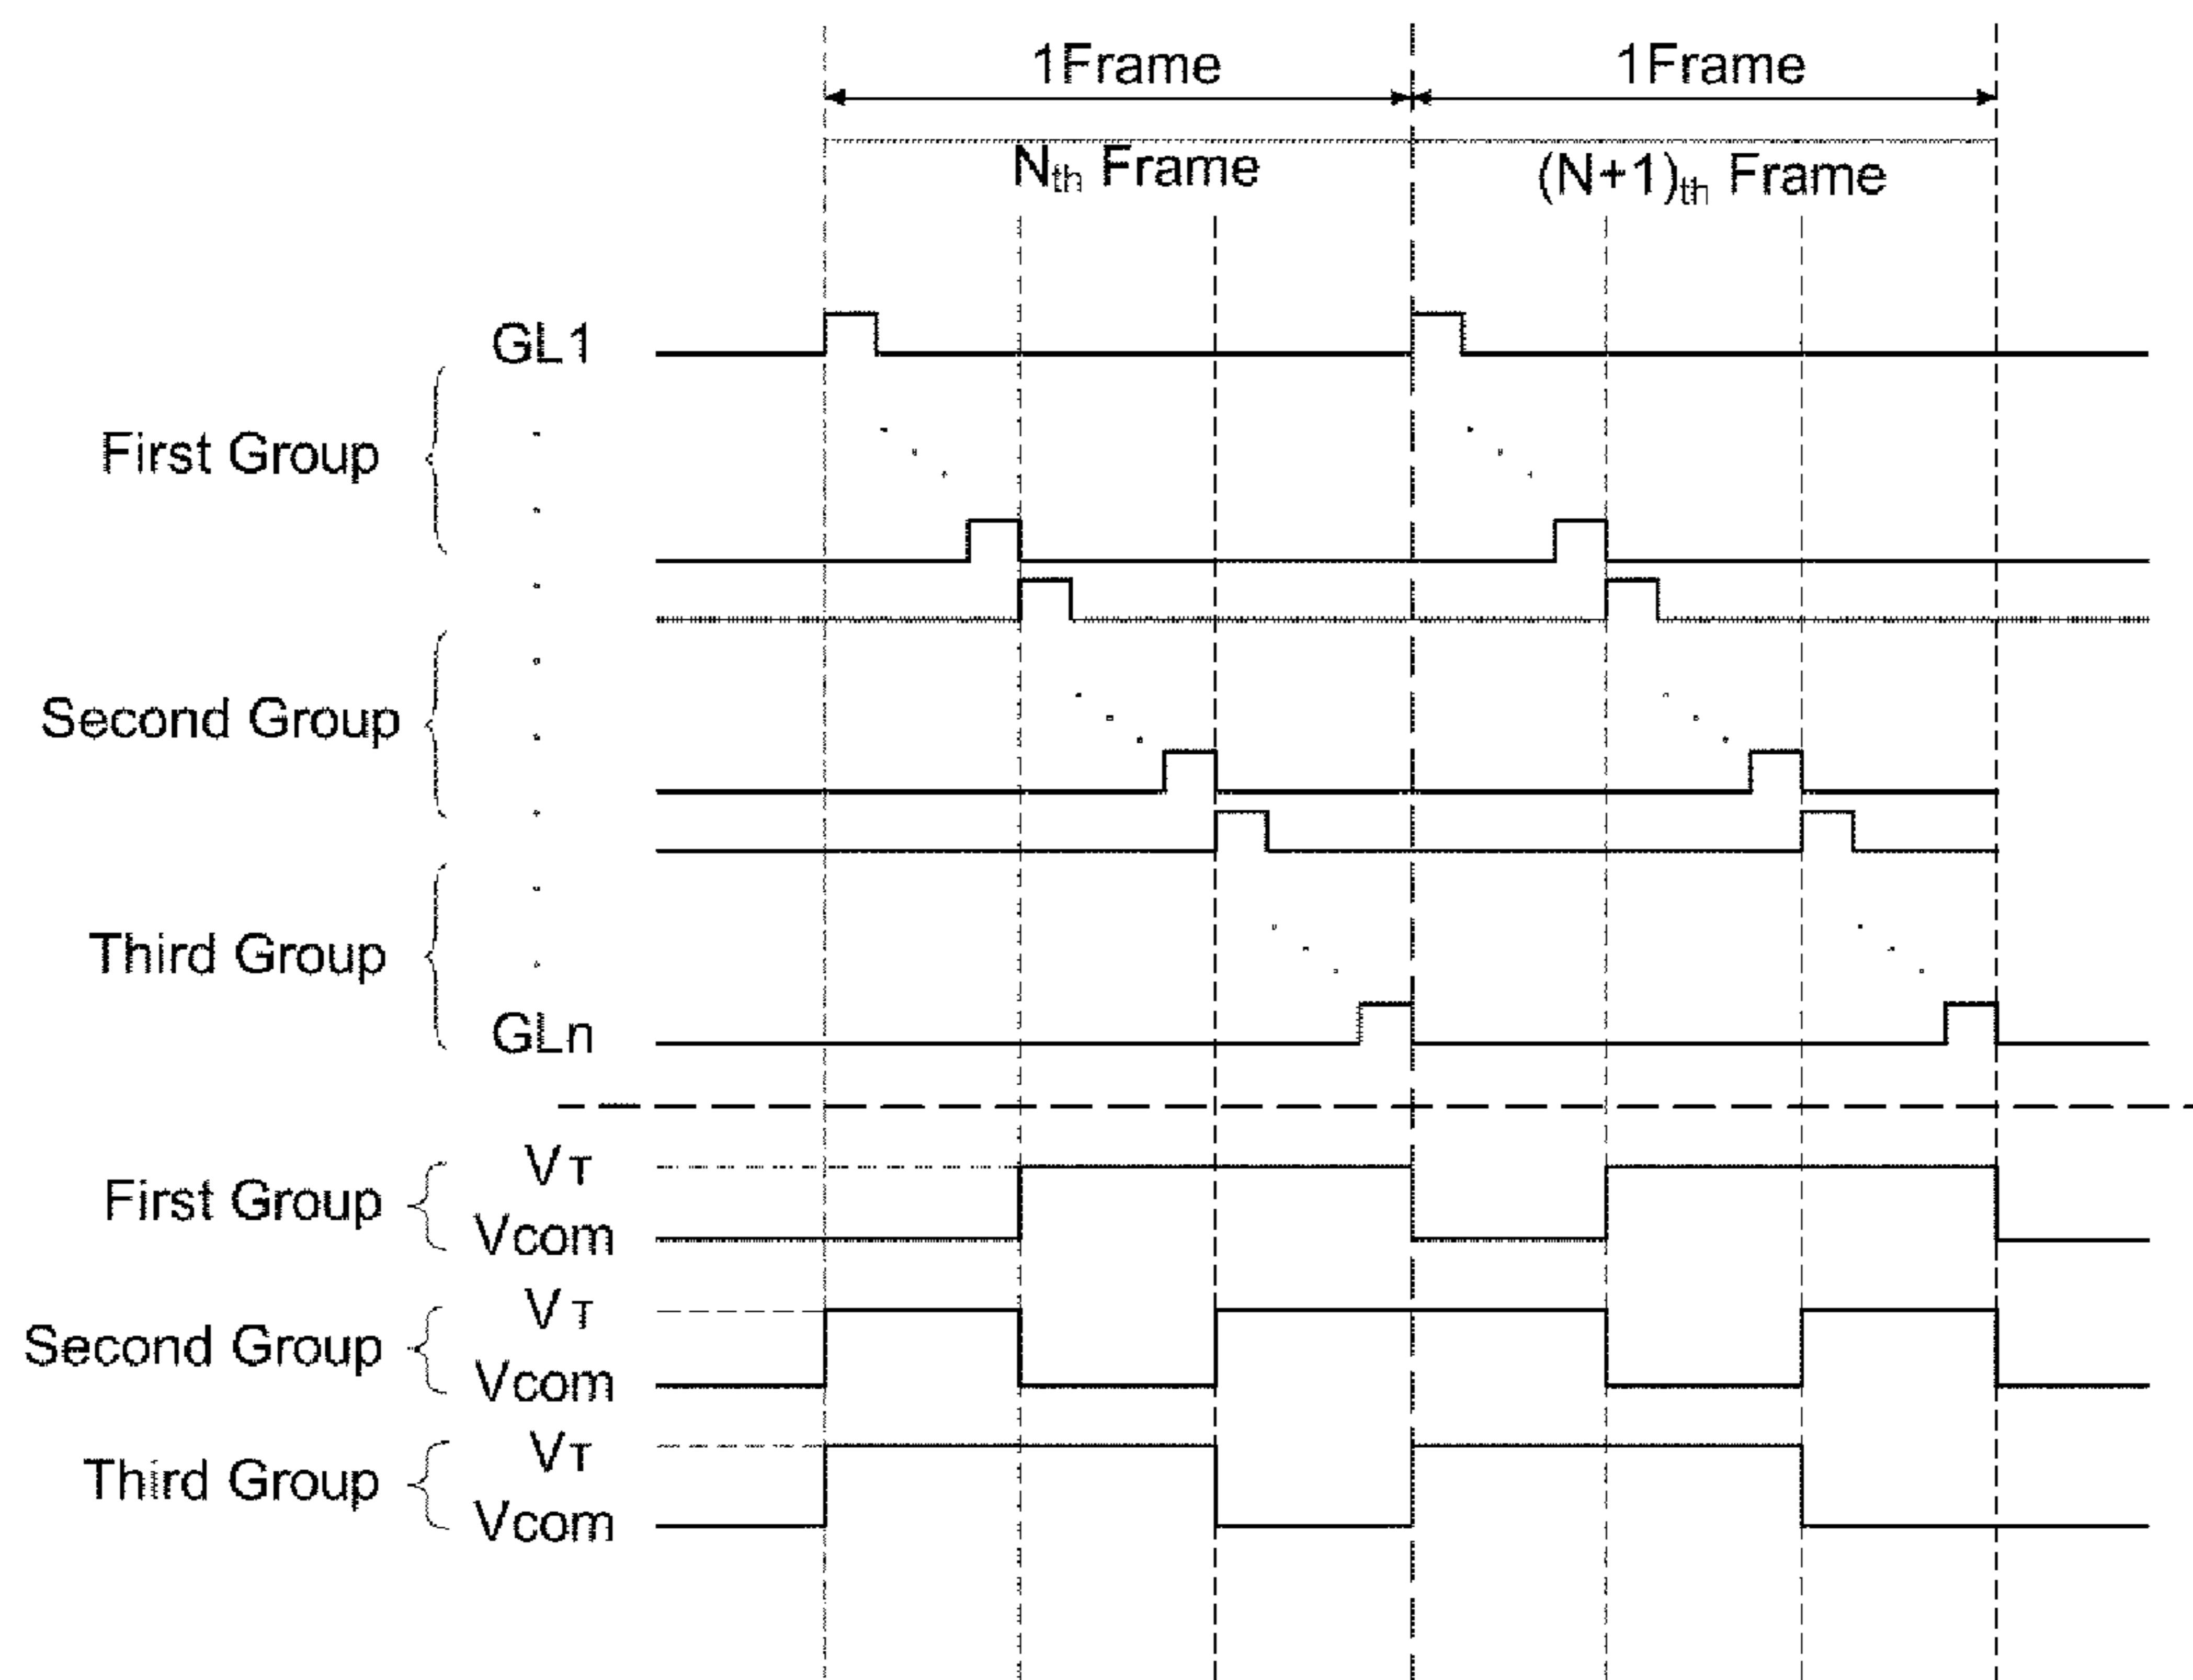 1Frame 1Frame
Nth Frame (N+1)th Frame
GL1
First Group
Second Group
Third Group
GLn
VT
First Group
Vcom
VT
Second Group
Vcom
VT
Third Group
Vcom